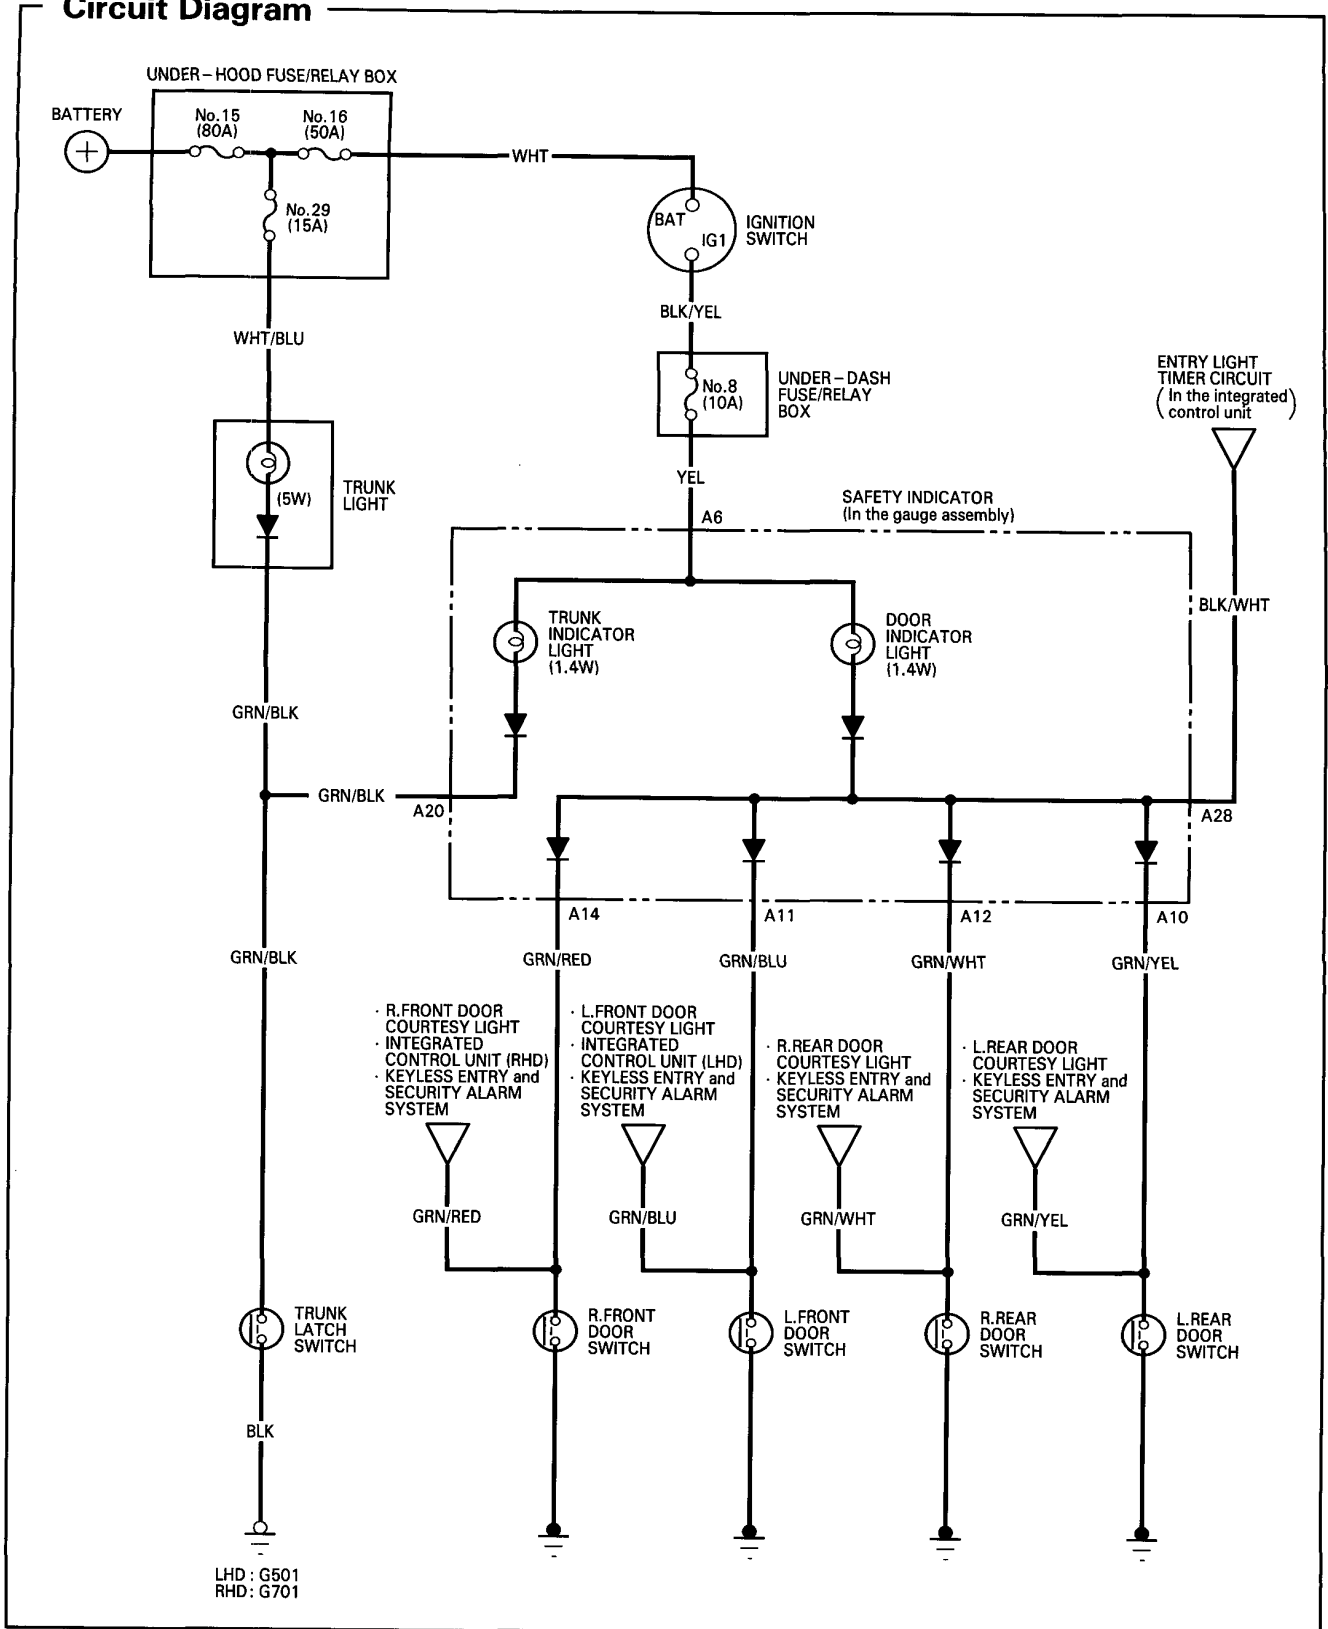 Circuit Diagram
UNDER-HOOD FUSE/RELAY BOX
BATTERY
No.15
(80A)
No.16
(50A)
WHT
No.29
(15A)
BAT
IG1
IGNITION
SWITCH
BLK/YEL
WHT/BLU
No.8
(10A)
UNDER-DASH
FUSE/RELAY
BOX
ENTRY LIGHT
TIMER CIRCUIT
(In the integrated
control unit)
(5W)
TRUNK
LIGHT
YEL
A6
SAFETY INDICATOR
(In the gauge assembly)
TRUNK
INDICATOR
LIGHT
(1.4W)
DOOR
INDICATOR
LIGHT
(1.4W)
BLK/WHT
GRN/BLK
GRN/BLK
A20
A28
A14
A11
A12
A10
GRN/BLK
GRN/RED
GRN/BLU
GRN/WHT
GRN/YEL
· R.FRONT DOOR
COURTESY LIGHT
· INTEGRATED
CONTROL UNIT (RHD)
· KEYLESS ENTRY and
SECURITY ALARM
SYSTEM
· L.FRONT DOOR
COURTESY LIGHT
· INTEGRATED
CONTROL UNIT (LHD)
· KEYLESS ENTRY and
SECURITY ALARM
SYSTEM
· R.REAR DOOR
COURTESY LIGHT
· KEYLESS ENTRY and
SECURITY ALARM
SYSTEM
· L.REAR DOOR
COURTESY LIGHT
· KEYLESS ENTRY and
SECURITY ALARM
SYSTEM
GRN/RED
GRN/BLU
GRN/WHT
GRN/YEL
TRUNK
LATCH
SWITCH
R.FRONT
DOOR
SWITCH
L.FRONT
DOOR
SWITCH
R.REAR
DOOR
SWITCH
L.REAR
DOOR
SWITCH
BLK
LHD : G501
RHD : G701